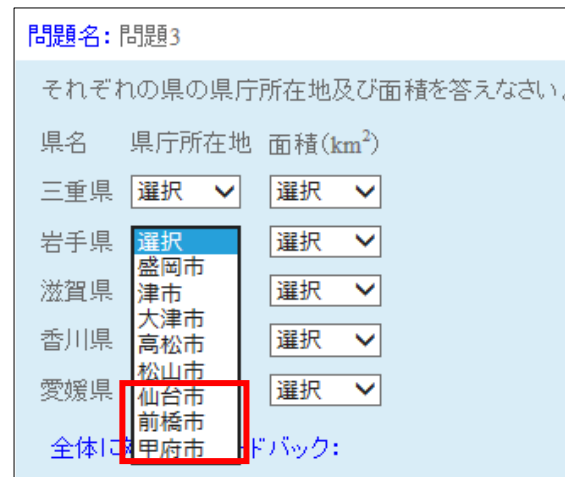 問題名: 問題3
それぞれの県の県庁所在地及び面積を答えなさい。
県名 県庁所在地 面積(km²)
三重県 選択 選択
岩手県 選択 選択
盛岡市
滋賀県 津市 選択
大津市
香川県 高松市 選択
松山市
愛媛県 仙台市 選択
前橋市
全体に 甲府市 ドバック: